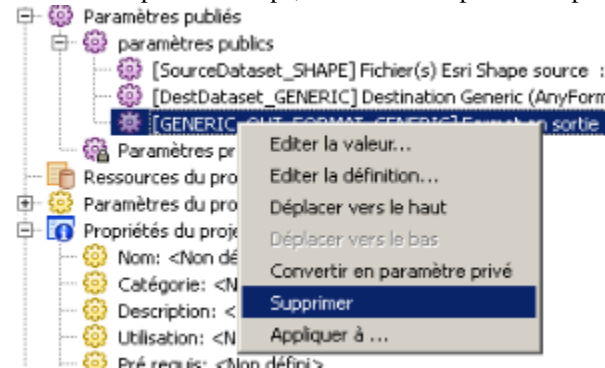 Paramètres publiés
paramètres publics
[SourceDataset_SHAPE] Fichier(s) Esri Shape source :
[DestDataset_GENERIC] Destination Generic (AnyForm
[GENERIC_OUT_FORMAT_GENERIC] Format en sortie
Paramètres pr
Editer la valeur...
Ressources du pro
Editer la définition...
Paramètres du pro
Déplacer vers le haut
Propriétés du proje
Déplacer vers le bas
Nom: <Non dé
Convertir en paramètre privé
Catégorie: <N
Description: <
Supprimer
Utilisation: <N
Appliquer à ...
Pré requis: <Non défini>